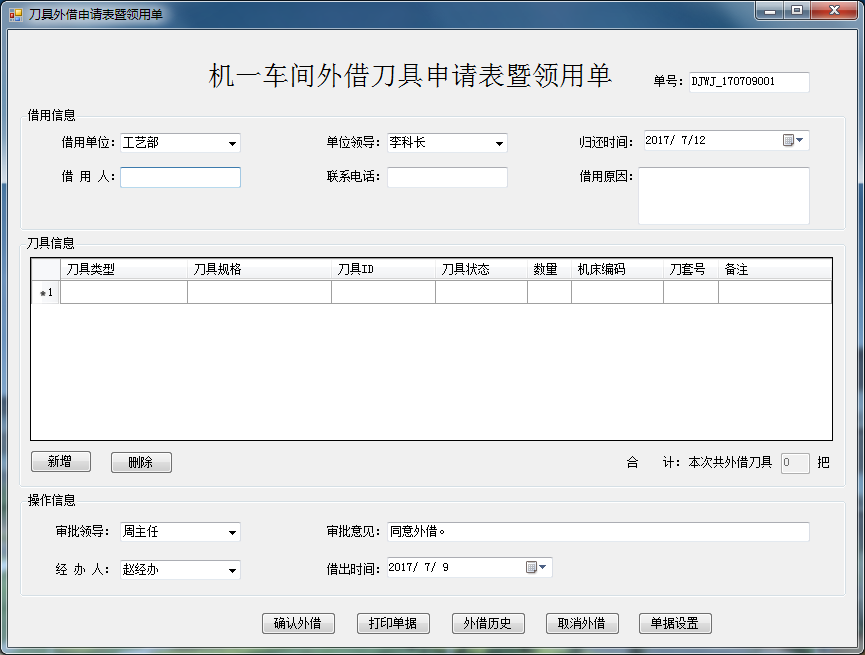 刀具外借申请表暨领用单
机一车间外借刀具申请表暨领用单
单号: DJWJ_170709001
借用信息
借用单位: 工艺部 单位领导: 李科长 归还时间: 2017/ 7/12
借 用 人: 联系电话: 借用原因:
刀具信息
刀具类型 刀具规格 刀具ID 刀具状态 数量 机床编码 刀套号 备注
*1
新增 删除 合 计: 本次共外借刀具 0 把
操作信息
审批领导: 周主任 审批意见: 同意外借。
经 办 人: 赵经办 借出时间: 2017/ 7/ 9
确认外借 打印单据 外借历史 取消外借 单据设置